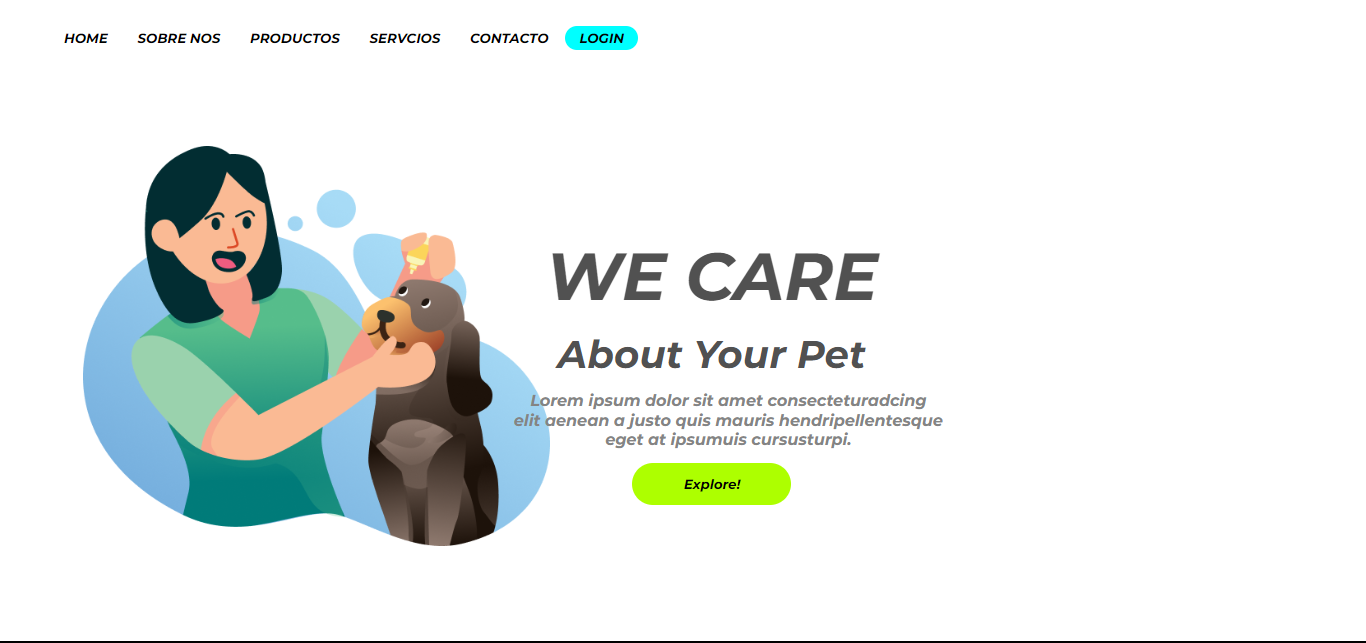 HOME SOBRE NOS PRODUCTOS SERVCIOS CONTACTO LOGIN
WE CARE
About Your Pet
Lorem ipsum dolor sit amet consecteturadcing
elit aenean a justo quis mauris hendripellentesque
eget at ipsumuis cursusturpi.
Explore!